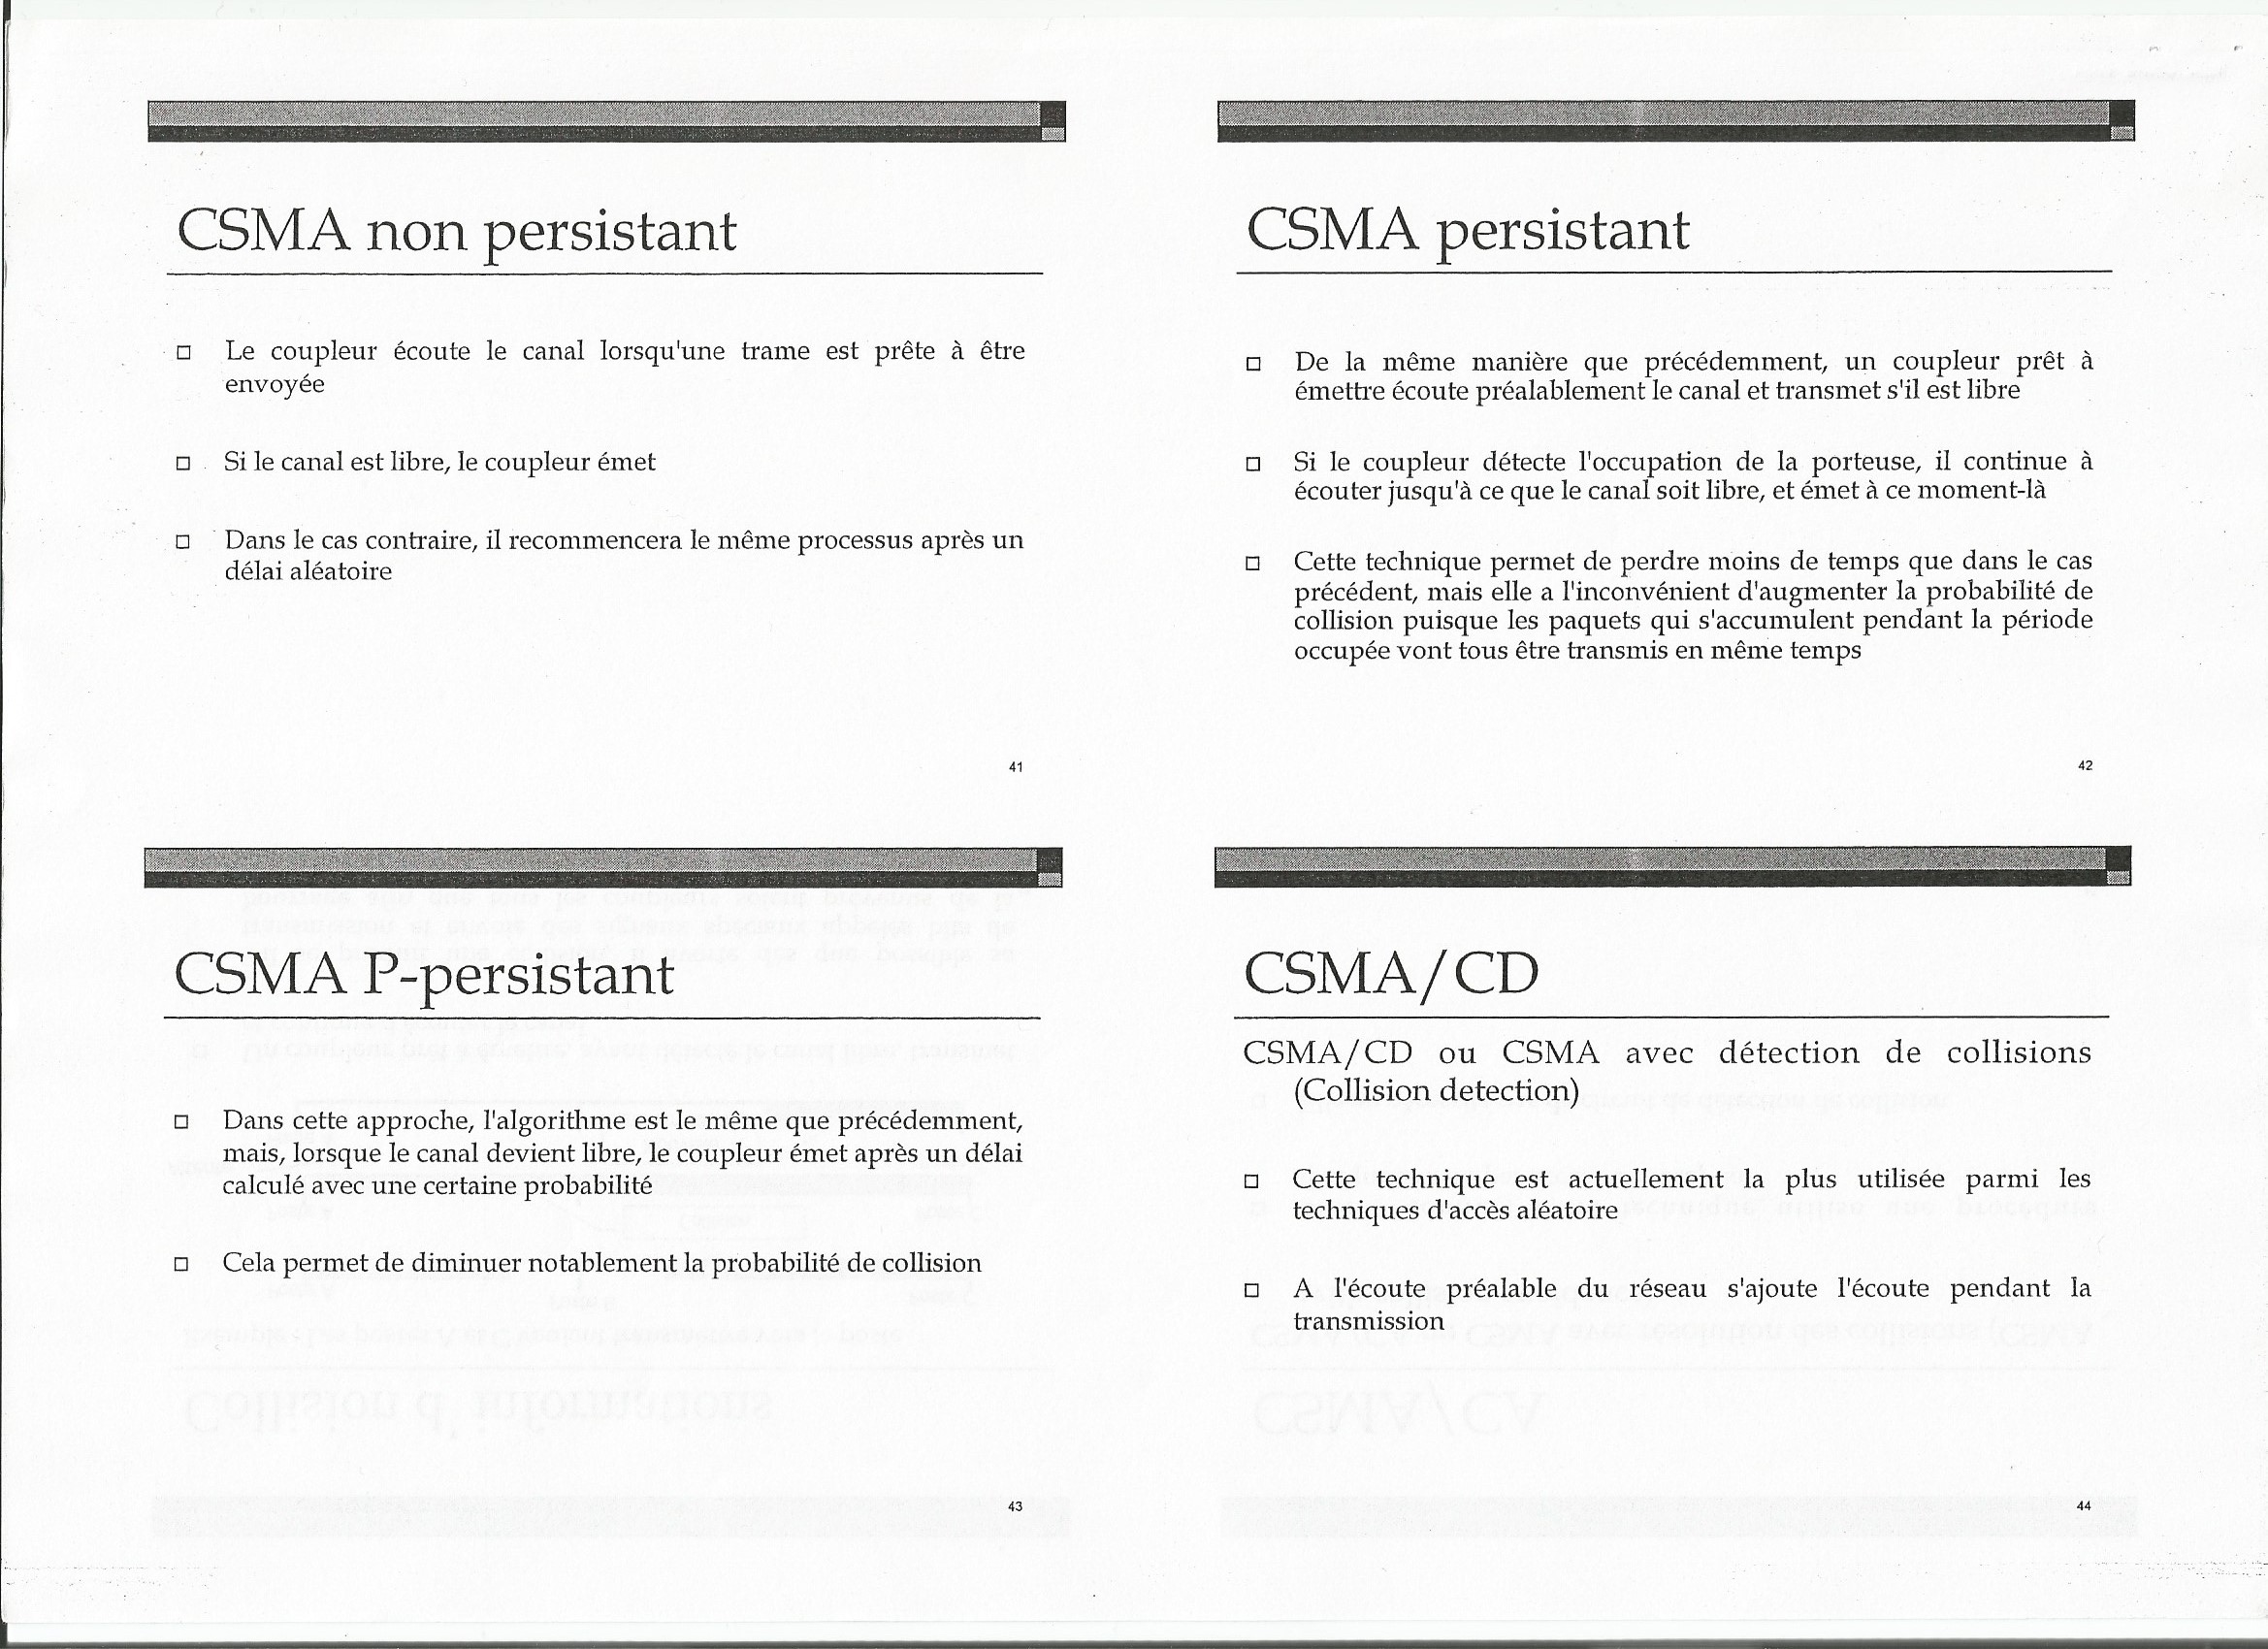 CSMA non persistant
Le coupleur écoute le canal lorsqu'une trame est prête à être
envoyée
Si le canal est libre, le coupleur émet
Dans le cas contraire, il recommencera le même processus après un
délai aléatoire
41
CSMA persistant
De la même manière que précédemment, un coupleur prêt à
émettre écoute préalablement le canal et transmet s'il est libre
Si le coupleur détecte l'occupation de la porteuse, il continue à
écouter jusqu'à ce que le canal soit libre, et émet à ce moment-là
Cette technique permet de perdre moins de temps que dans le cas
précédent, mais elle a l'inconvénient d'augmenter la probabilité de
collision puisque les paquets qui s'accumulent pendant la période
occupée vont tous être transmis en même temps
42
CSMA P-persistant
Dans cette approche, l'algorithme est le même que précédemment,
mais, lorsque le canal devient libre, le coupleur émet après un délai
calculé avec une certaine probabilité
Cela permet de diminuer notablement la probabilité de collision
43
CSMA/CD
CSMA/CD ou CSMA avec détection de collisions
(Collision detection)
Cette technique est actuellement la plus utilisée parmi les
techniques d'accès aléatoire
A l'écoute préalable du réseau s'ajoute l'écoute pendant la
transmission
44